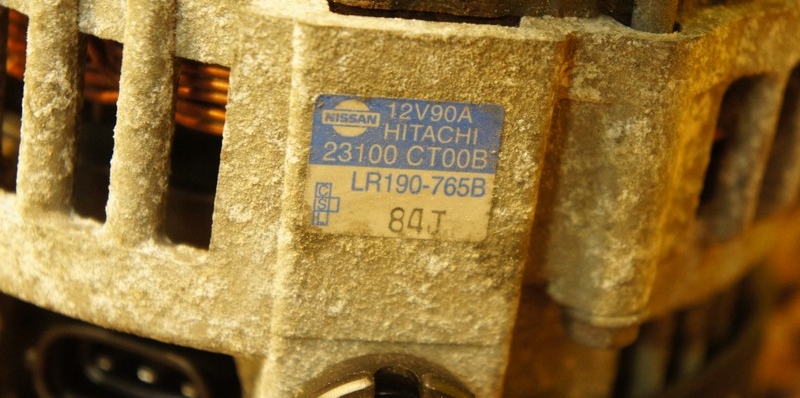 NISSAN
12V90A
HITACHI
23100 CT00B
LR190-765B
C
S
L
84J